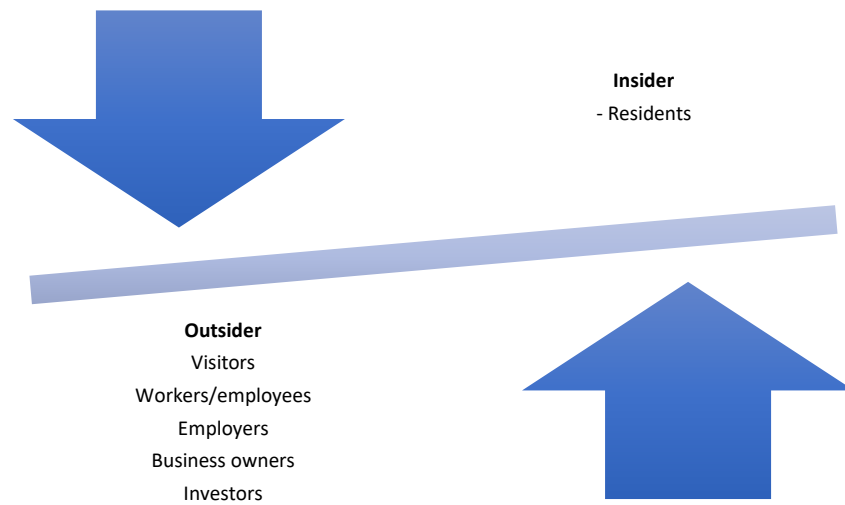 Insider
- Residents
Outsider
Visitors
Workers/employees
Employers
Business owners
Investors